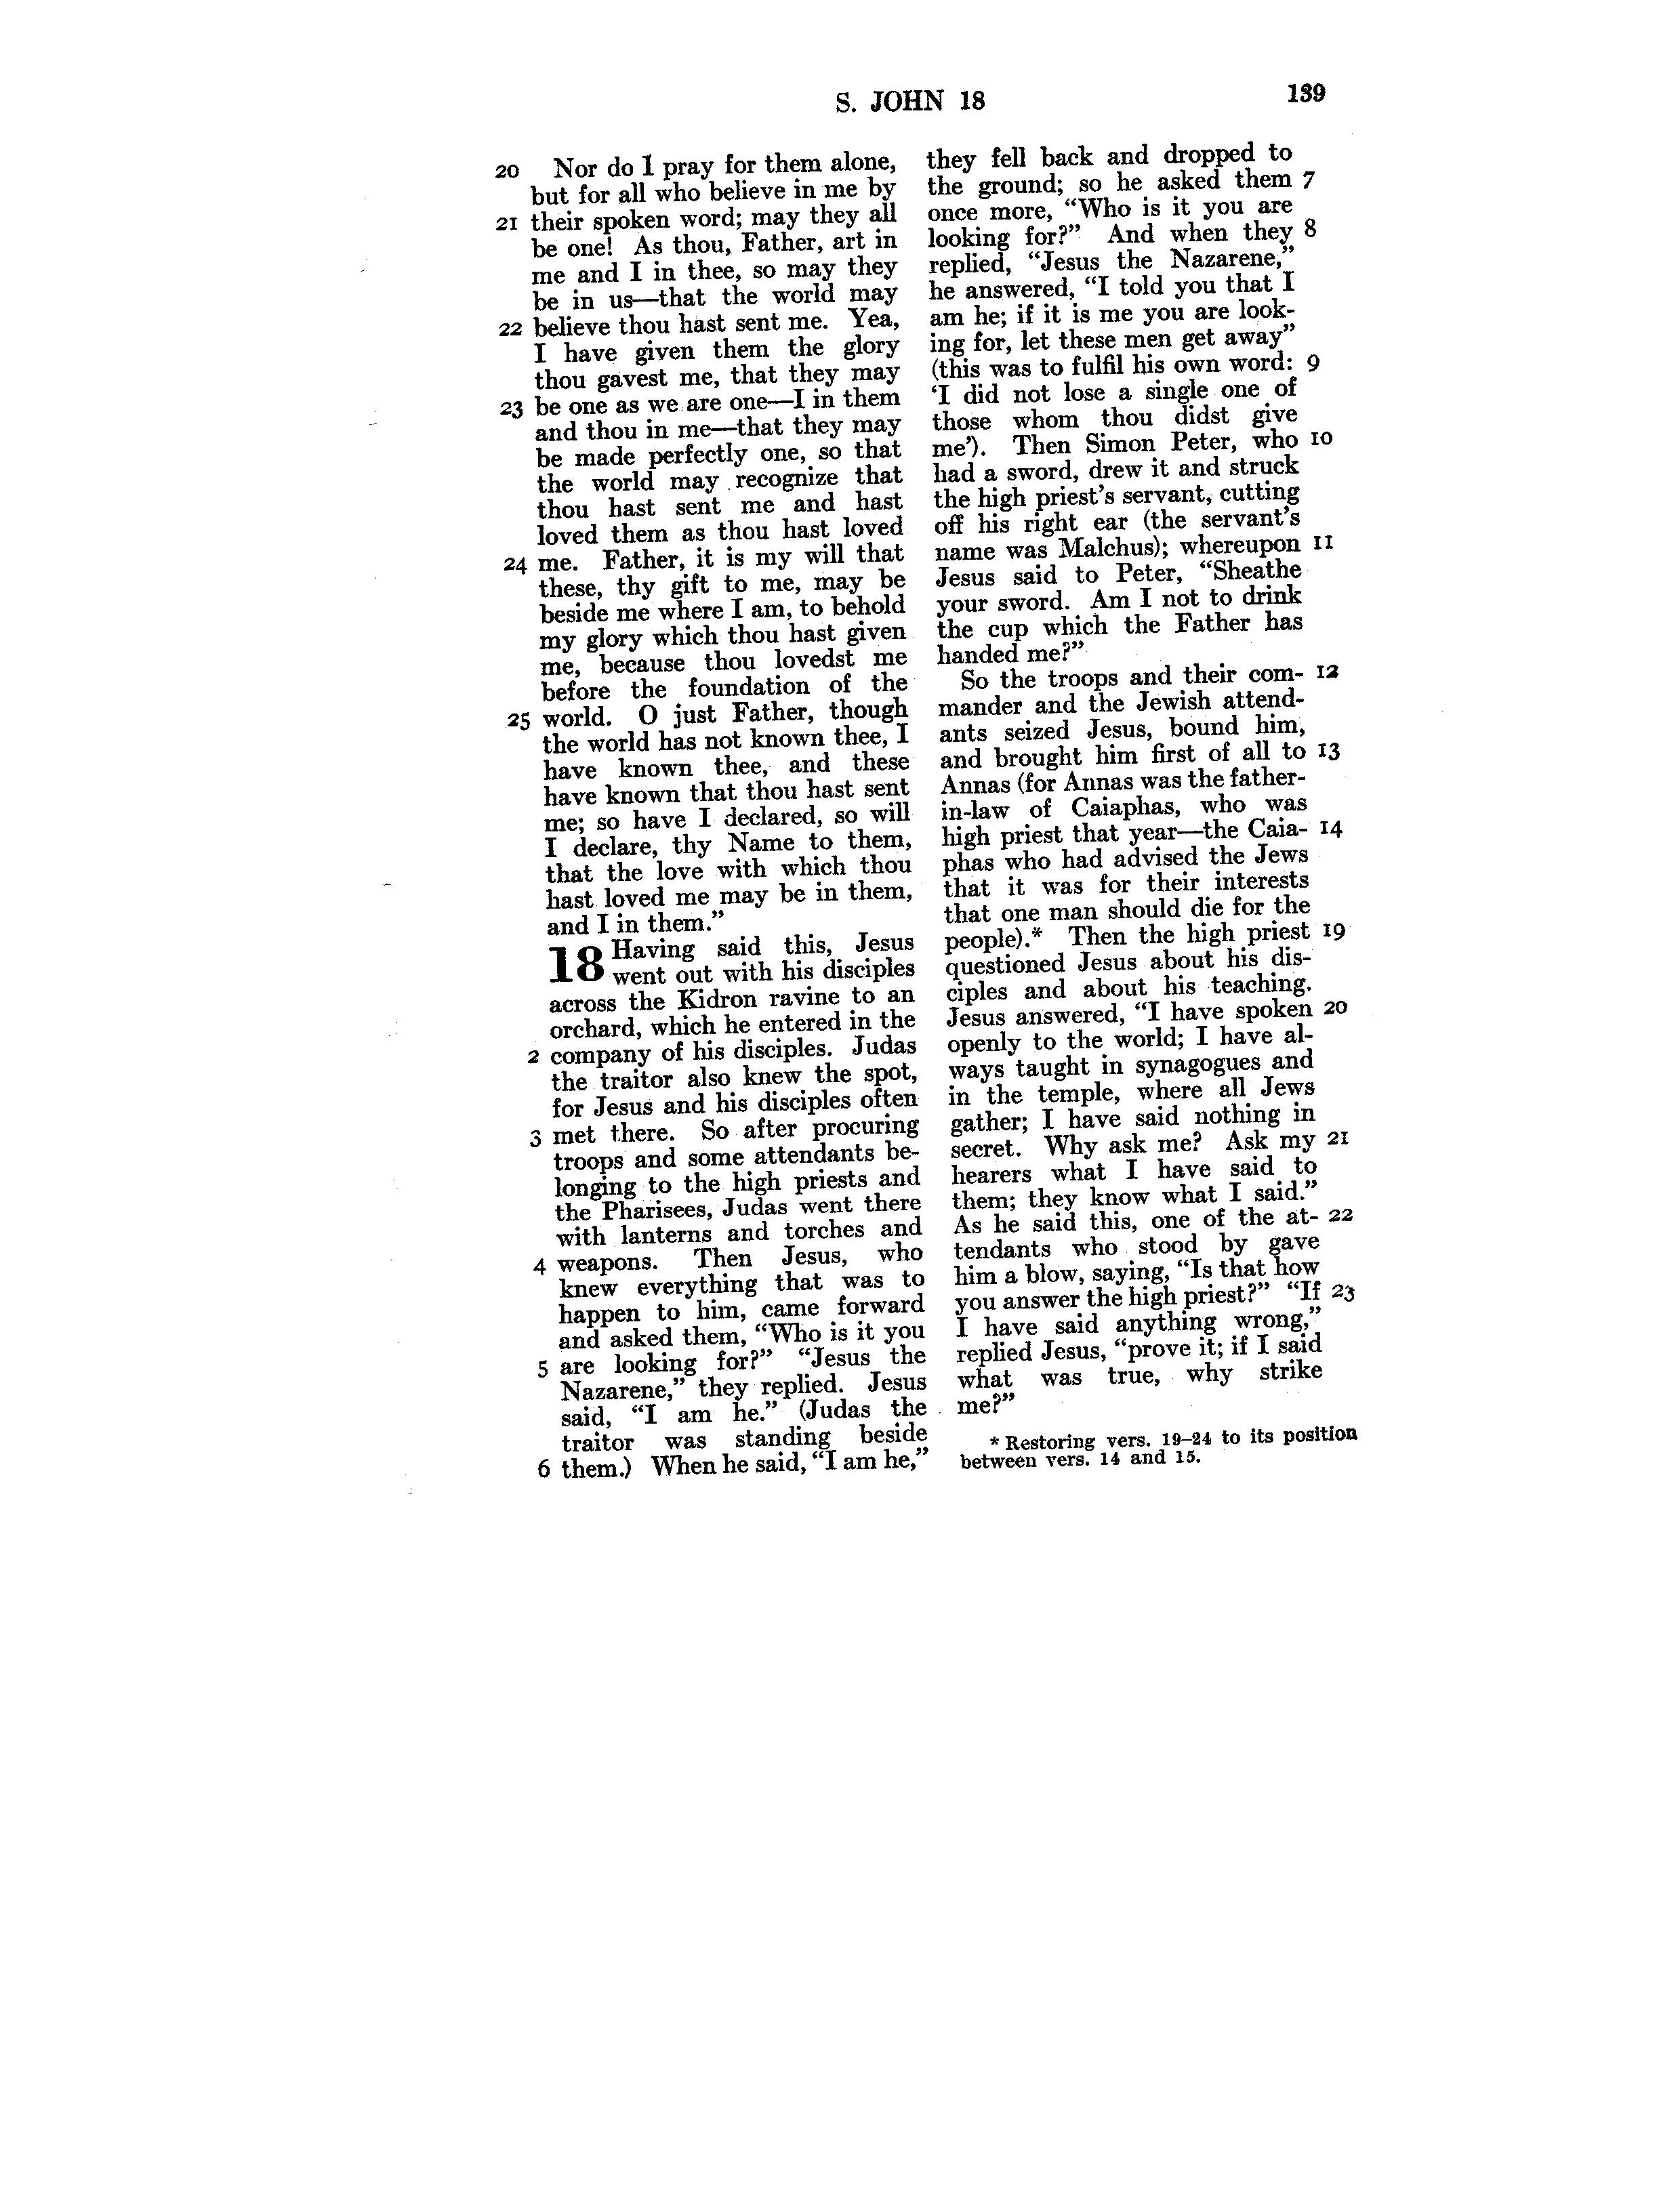 S. JOHN 18 139
20 Nor do I pray for them alone,
but for all who believe in me by
21 their spoken word; may they all
be one! As thou, Father, art in
me and I in thee, so may they
be in us—that the world may
22 believe thou hast sent me. Yea,
I have given them the glory
thou gavest me, that they may
23 be one as we are one—I in them
and thou in me—that they may
be made perfectly one, so that
the world may recognize that
thou hast sent me and hast
loved them as thou hast loved
24 me. Father, it is my will that
these, thy gift to me, may be
beside me where I am, to behold
my glory which thou hast given
me, because thou lovedst me
before the foundation of the
25 world. O just Father, though
the world has not known thee, I
have known thee, and these
have known that thou hast sent
me; so have I declared, so will
I declare, thy Name to them,
that the love with which thou
hast loved me may be in them,
and I in them.”
18 Having said this, Jesus
went out with his disciples
across the Kidron ravine to an
orchard, which he entered in the
2 company of his disciples. Judas
the traitor also knew the spot,
for Jesus and his disciples often
3 met there. So after procuring
troops and some attendants be-
longing to the high priests and
the Pharisees, Judas went there
with lanterns and torches and
4 weapons. Then Jesus, who
knew everything that was to
happen to him, came forward
and asked them, “Who is it you
5 are looking for?” “Jesus the
Nazarene,” they replied. Jesus
said, “I am he.” (Judas the
traitor was standing beside
6 them.) When he said, “I am he,”
they fell back and dropped to
the ground; so he asked them 7
once more, “Who is it you are
looking for?” And when they 8
replied, “Jesus the Nazarene,”
he answered, “I told you that I
am he; if it is me you are look-
ing for, let these men get away”
(this was to fulfil his own word: 9
‘I did not lose a single one of
those whom thou didst give
me’). Then Simon Peter, who 10
had a sword, drew it and struck
the high priest’s servant, cutting
off his right ear (the servant’s
name was Malchus); whereupon 11
Jesus said to Peter, “Sheathe
your sword. Am I not to drink
the cup which the Father has
handed me?”
So the troops and their com- 12
mander and the Jewish attend-
ants seized Jesus, bound him,
and brought him first of all to 13
Annas (for Annas was the father-
in-law of Caiaphas, who was
high priest that year—the Caia- 14
phas who had advised the Jews
that it was for their interests
that one man should die for the
people).* Then the high priest 19
questioned Jesus about his dis-
ciples and about his teaching.
Jesus answered, “I have spoken 20
openly to the world; I have al-
ways taught in synagogues and
in the temple, where all Jews
gather; I have said nothing in
secret. Why ask me? Ask my 21
hearers what I have said to
them; they know what I said.”
As he said this, one of the at- 22
tendants who stood by gave
him a blow, saying, “Is that how
you answer the high priest?” “If 23
I have said anything wrong,”
replied Jesus, “prove it; if I said
what was true, why strike
me?”
* Restoring vers. 19–24 to its position
between vers. 14 and 15.